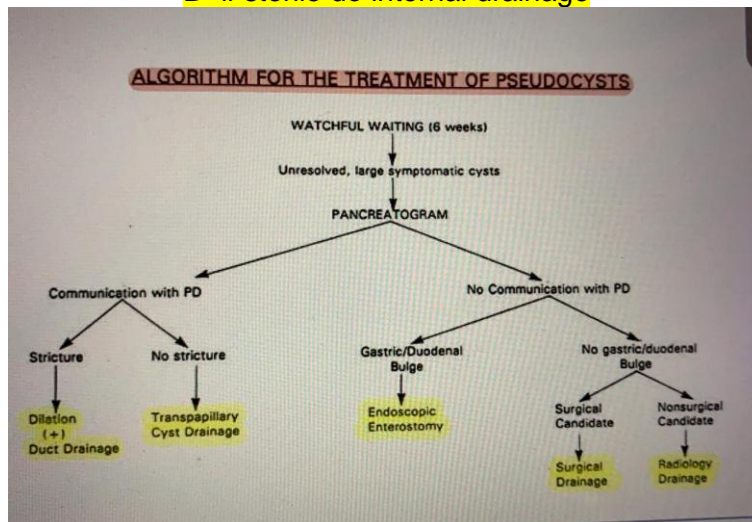 internal drainage
ALGORITHM FOR THE TREATMENT OF PSEUDOCYSTS
WATCHFUL WAITING (6 weeks)
Unresolved, large symptomatic cysts
PANCREATOGRAM
Communication with PD
No Communication with PD
Stricture
No stricture
Gastric/Duodenal
Bulge
No gastric/duodenal
Bulge
Dilation
(+)
Duct Drainage
Transpapillary
Cyst Drainage
Endoscopic
Enterostomy
Surgical
Candidate
Nonsurgical
Candidate
Surgical
Drainage
Radiology
Drainage